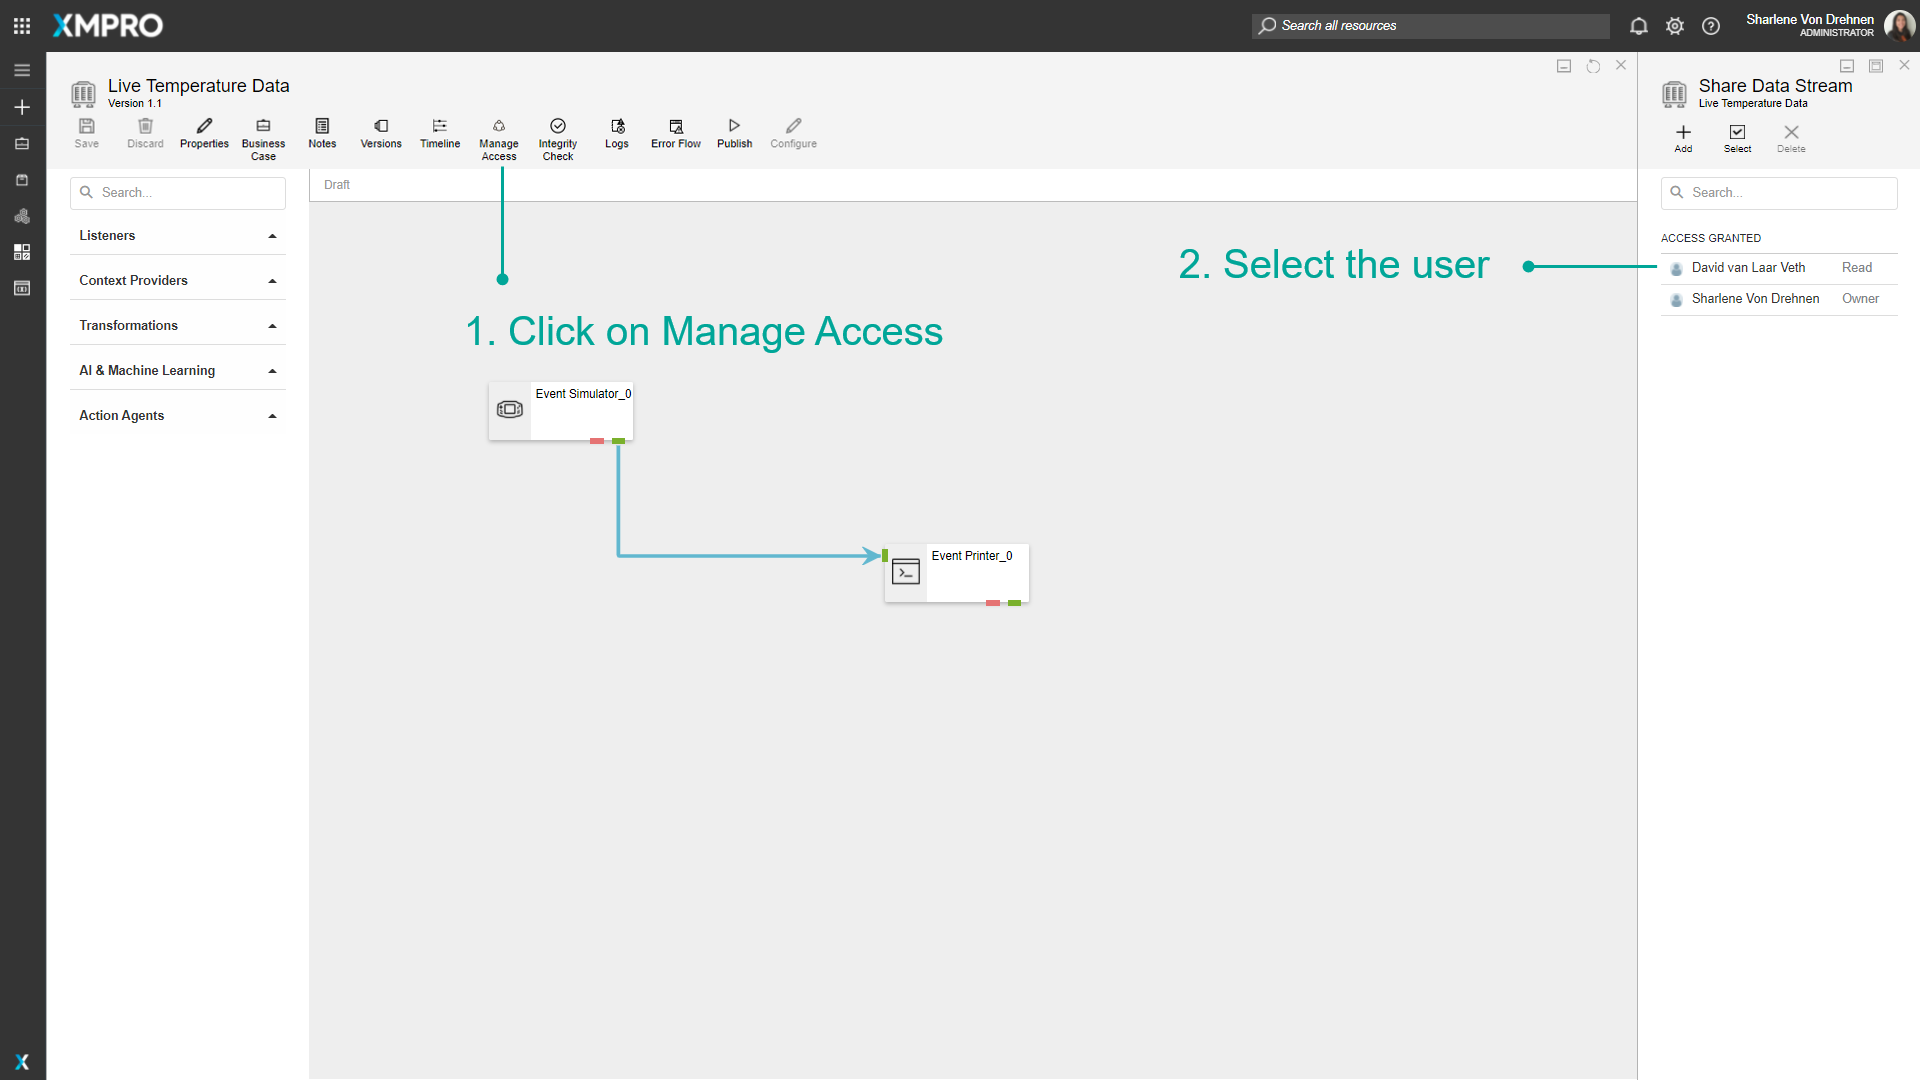 XMPRO
Search all resources
Sharlene Von Drehnen
ADMINISTRATOR
Live Temperature Data
Version 1.1
Save
Discard
Properties
Business Case
Notes
Versions
Timeline
Manage Access
Integrity Check
Logs
Error Flow
Publish
Configure
Search...
Listeners
Context Providers
Transformations
AI & Machine Learning
Action Agents
Draft
1. Click on Manage Access
2. Select the user
Event Simulator_0
Event Printer_0
Share Data Stream
Live Temperature Data
Add
Select
Delete
Search...
ACCESS GRANTED
David van Laar Veth Read
Sharlene Von Drehnen Owner